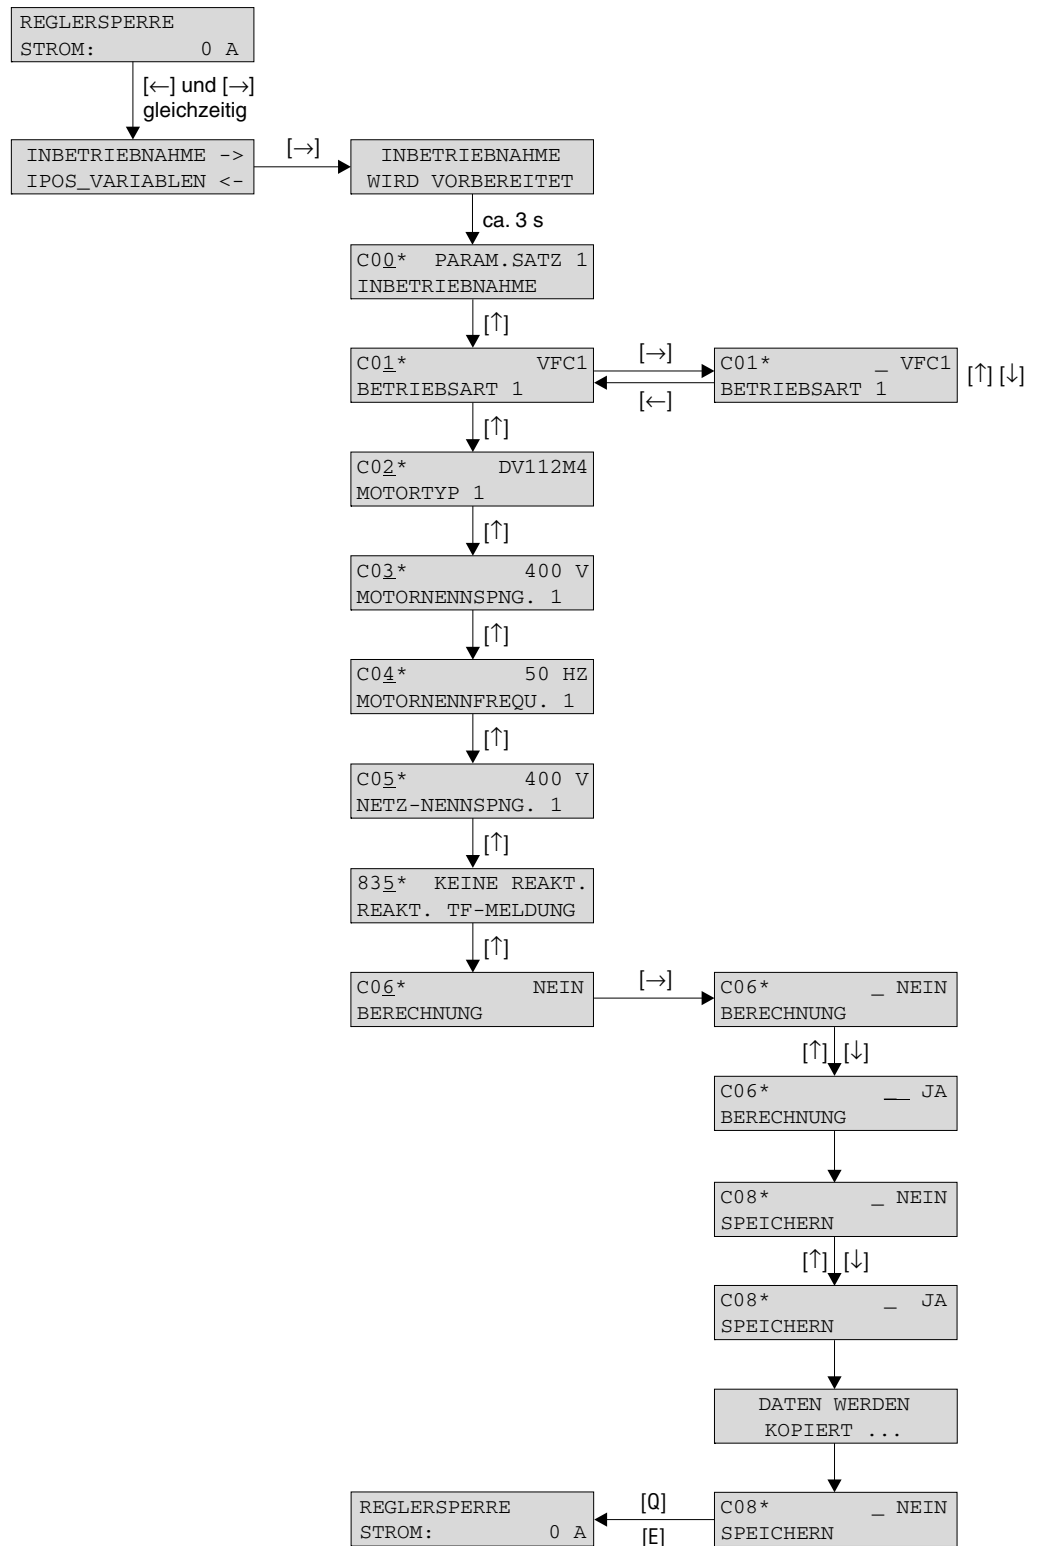 REGLERSPERRE
STROM: 0 A
[←] und [→]
gleichzeitig
INBETRIEBNAHME ->
IPOS_VARIABLEN <-
[→]
INBETRIEBNAHME
WIRD VORBEREITET
ca. 3 s
C00* PARAM.SATZ 1
INBETRIEBNAHME
[↑]
C01* VFC1
BETRIEBSART 1
[→]
[←]
C01* _ VFC1
BETRIEBSART 1
[↑] [↓]
[↑]
C02* DV112M4
MOTORTYP 1
[↑]
C03* 400 V
MOTORNENNSPNG. 1
[↑]
C04* 50 HZ
MOTORNENNFREQU. 1
[↑]
C05* 400 V
NETZ-NENNSPNG. 1
[↑]
835* KEINE REAKT.
REAKT. TF-MELDUNG
[↑]
C06* NEIN
BERECHNUNG
[→]
C06* _ NEIN
BERECHNUNG
[↑] [↓]
C06* __ JA
BERECHNUNG
C08* _ NEIN
SPEICHERN
[↑] [↓]
C08* _ JA
SPEICHERN
DATEN WERDEN
KOPIERT ...
C08* _ NEIN
SPEICHERN
[Q]
[E]
REGLERSPERRE
STROM: 0 A